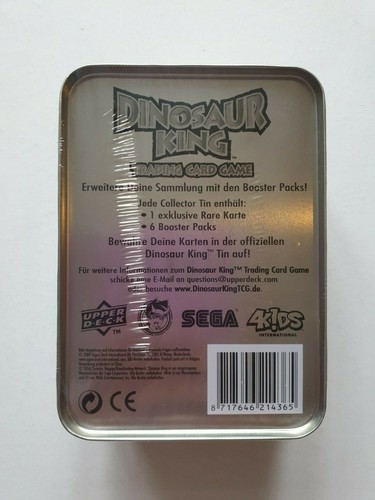 DINOSAUR
KING™
TRADING CARD GAME
Erweitere Deine Sammlung mit den Booster Packs!
Jede Collector Tin enthält:
• 1 exklusive Rare Karte
• 6 Booster Packs
Bewahre Deine Karten in der offiziellen
Dinosaur King™ Tin auf!
Für weitere Informationen zum Dinosaur King™ Trading Card Game
schicke eine E-Mail an questions@upperdeck.com
oder besuche www.DinosaurKingTCG.de.
UPPER DECK™
SEGA
4KiDS
INTERNATIONAL
CE
8 717646 214365